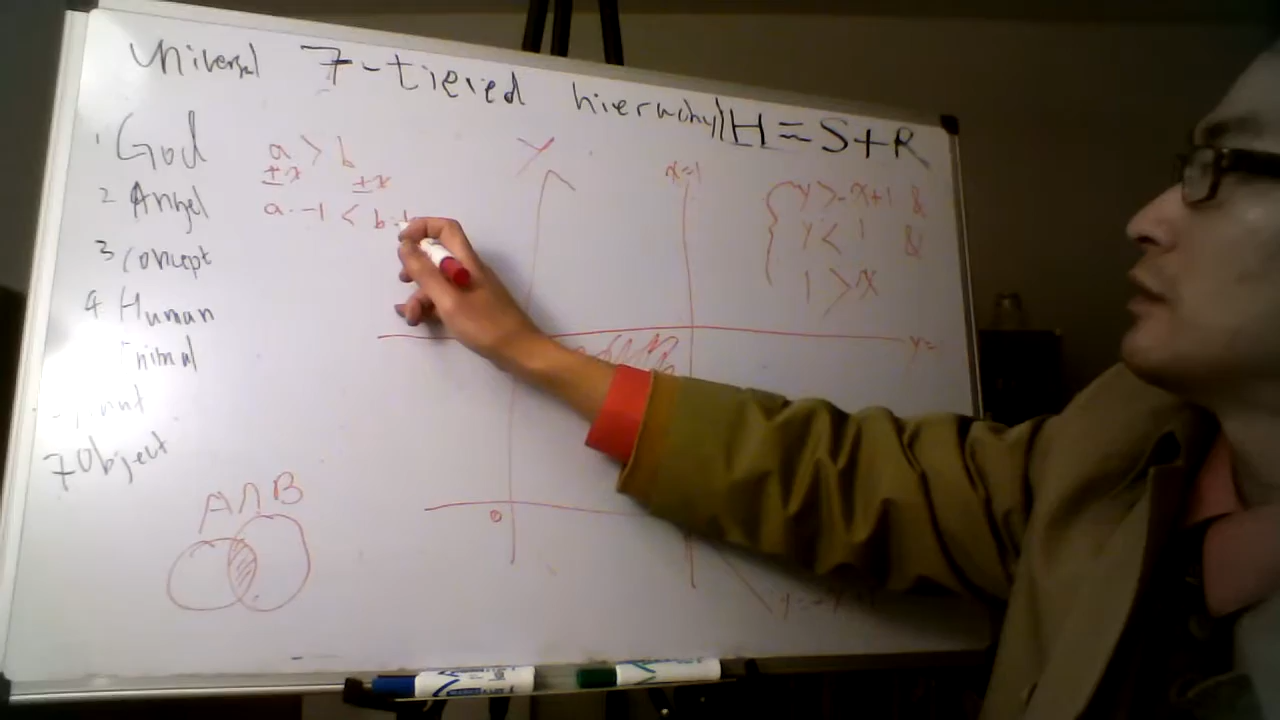 Universal 7-tiered hierarchy H = S+R
1 God
2 Angel
3 Concept
4 Human
nimal
7 Object
a > b
±x ±x
a·-1 < b·
Y
x=1
y > -x+1 &
y < 1 &
1 > x
y=
0
A∩B
y=-x